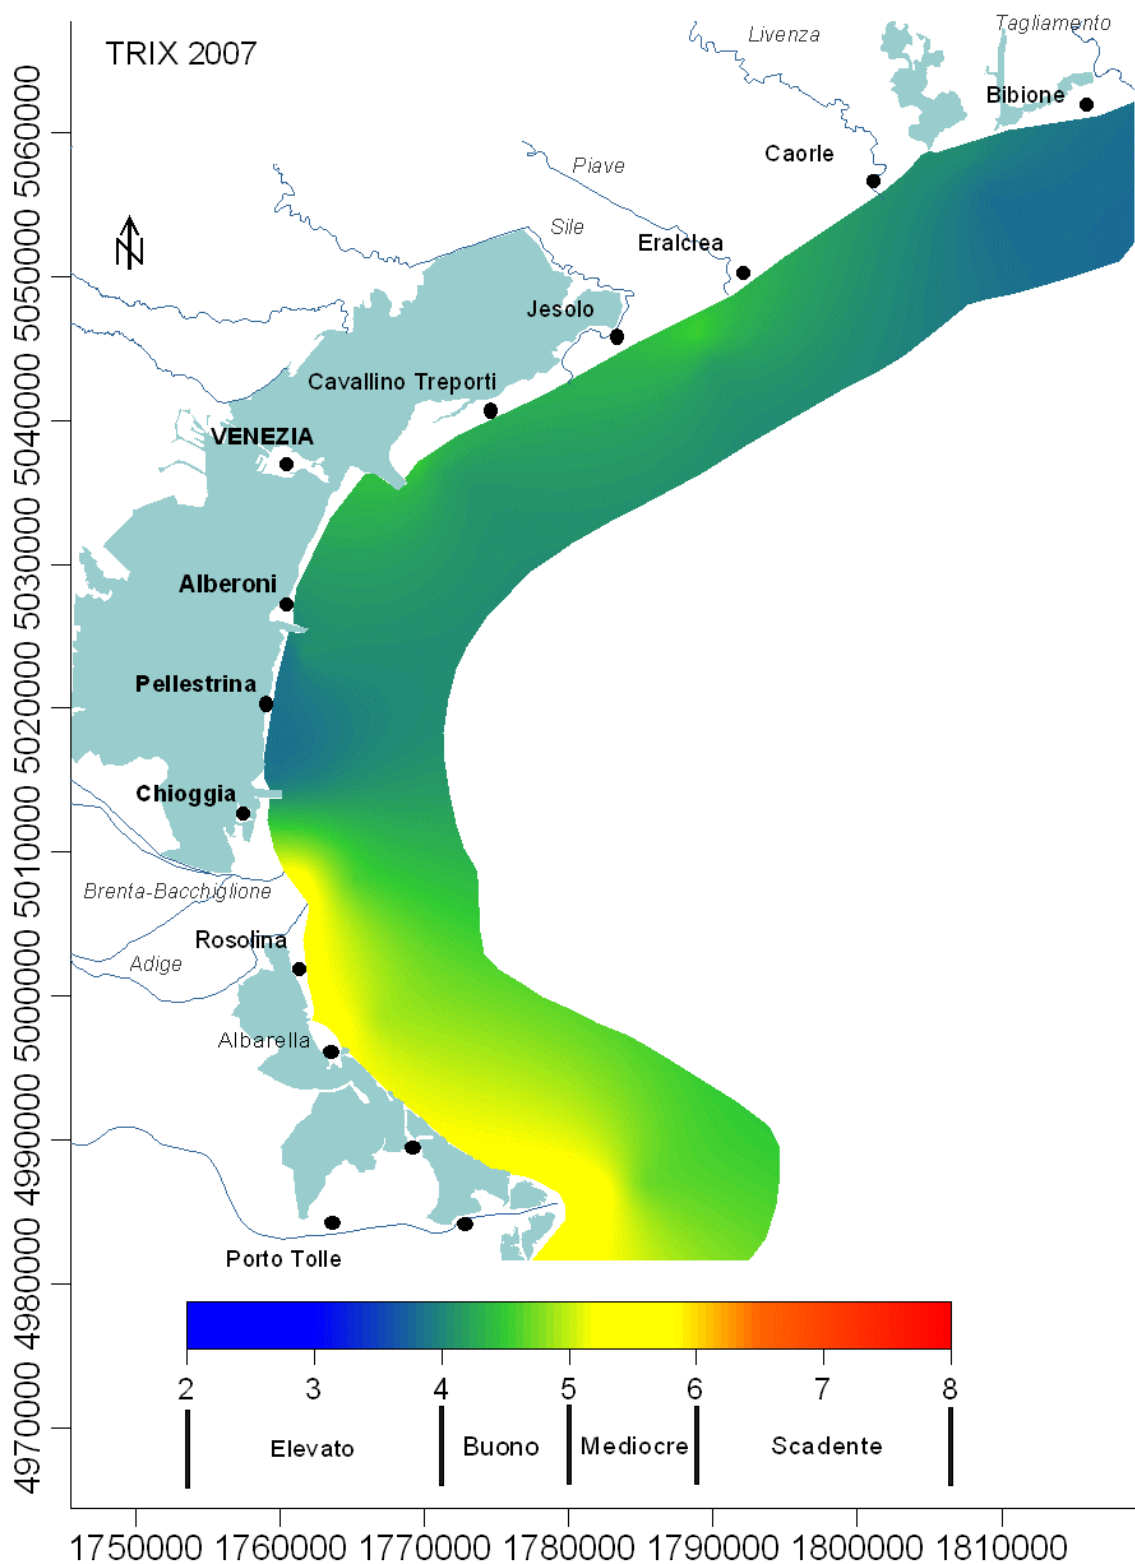 TRIX 2007
Livenza
Tagliamento
Bibione
Caorle
Piave
Sile
Eralclea
N
Jesolo
Cavallino Treporti
VENEZIA
Alberoni
Pellestrina
Chioggia
Brenta-Bacchiglione
Rosolina
Adige
Albarella
Porto Tolle
5060000
5050000
5040000
5030000
5020000
5010000
5000000
4990000
4980000
4970000
2 3 4 5 6 7 8
Elevato Buono Mediocre Scadente
1750000 1760000 1770000 1780000 1790000 1800000 1810000